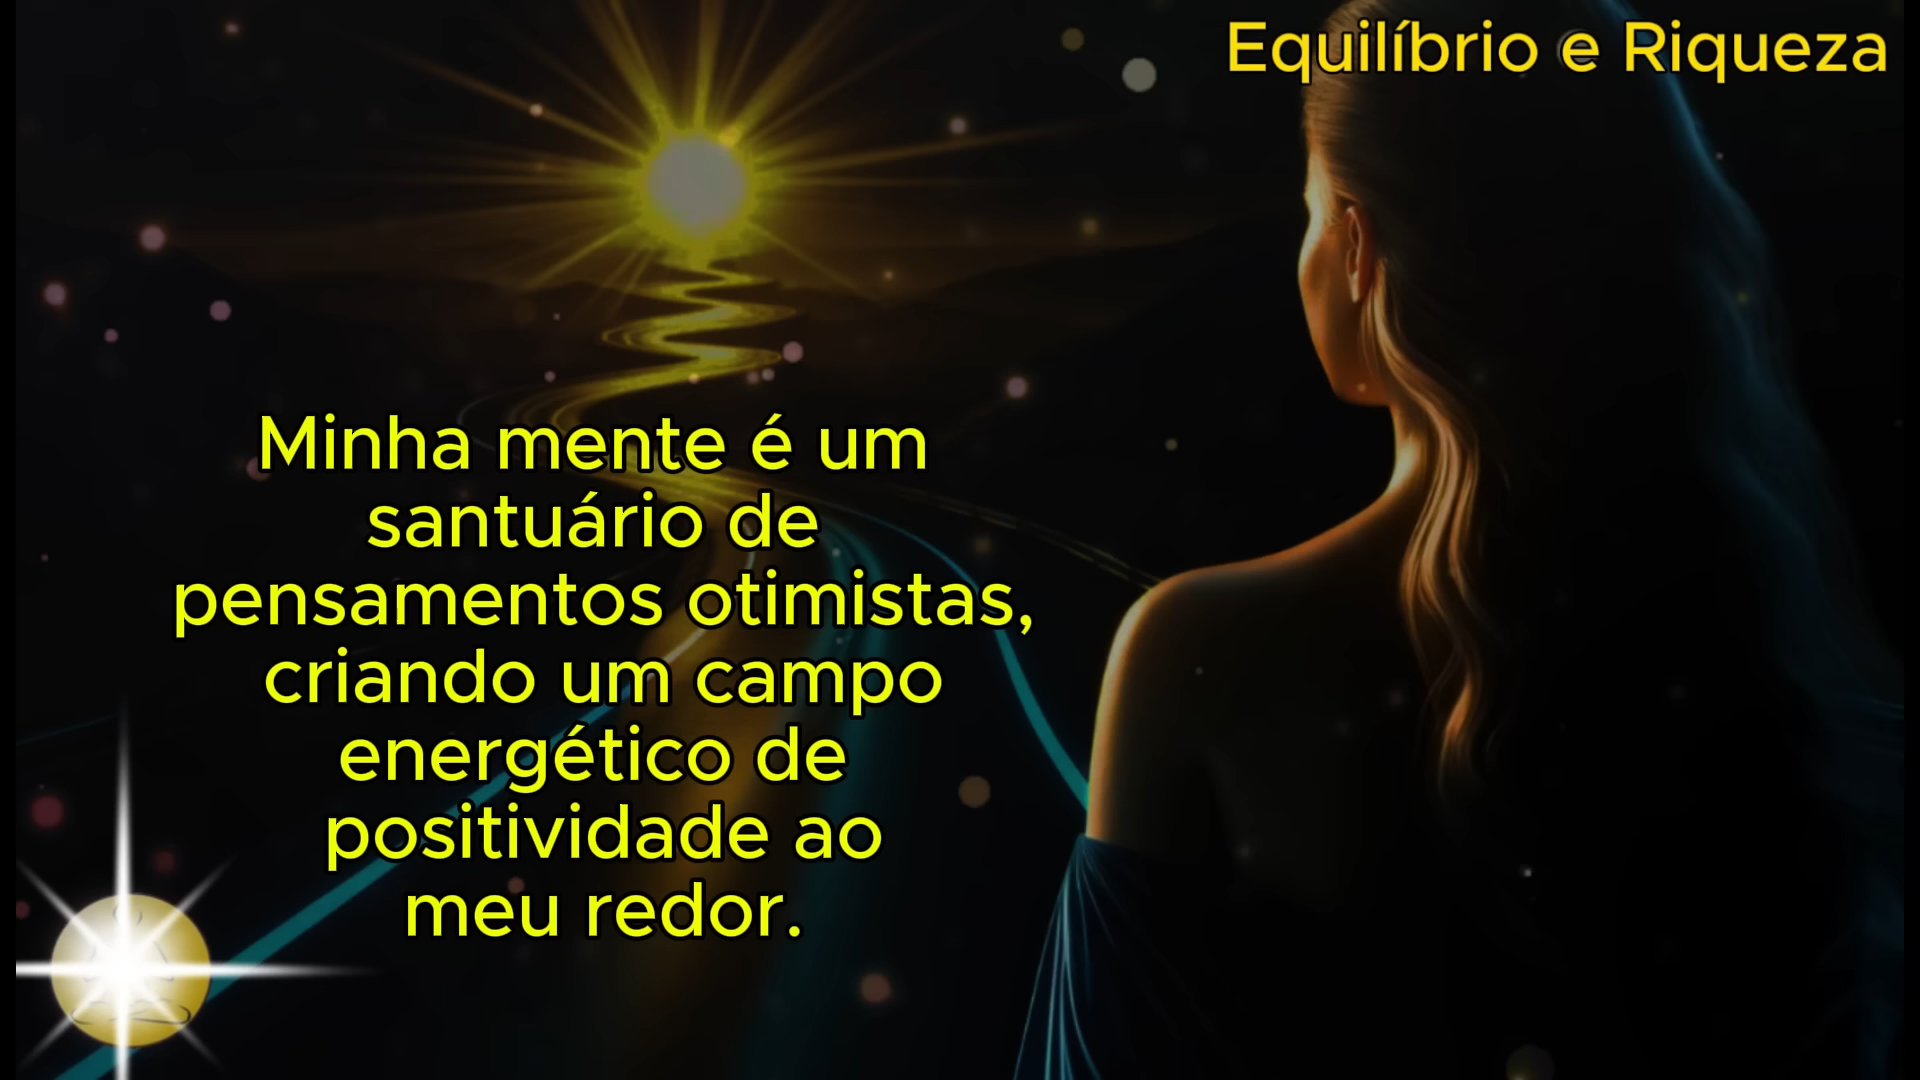 Equilíbrio e Riqueza
Minha mente é um
santuário de
pensamentos otimistas,
criando um campo
energético de
positividade ao
meu redor.